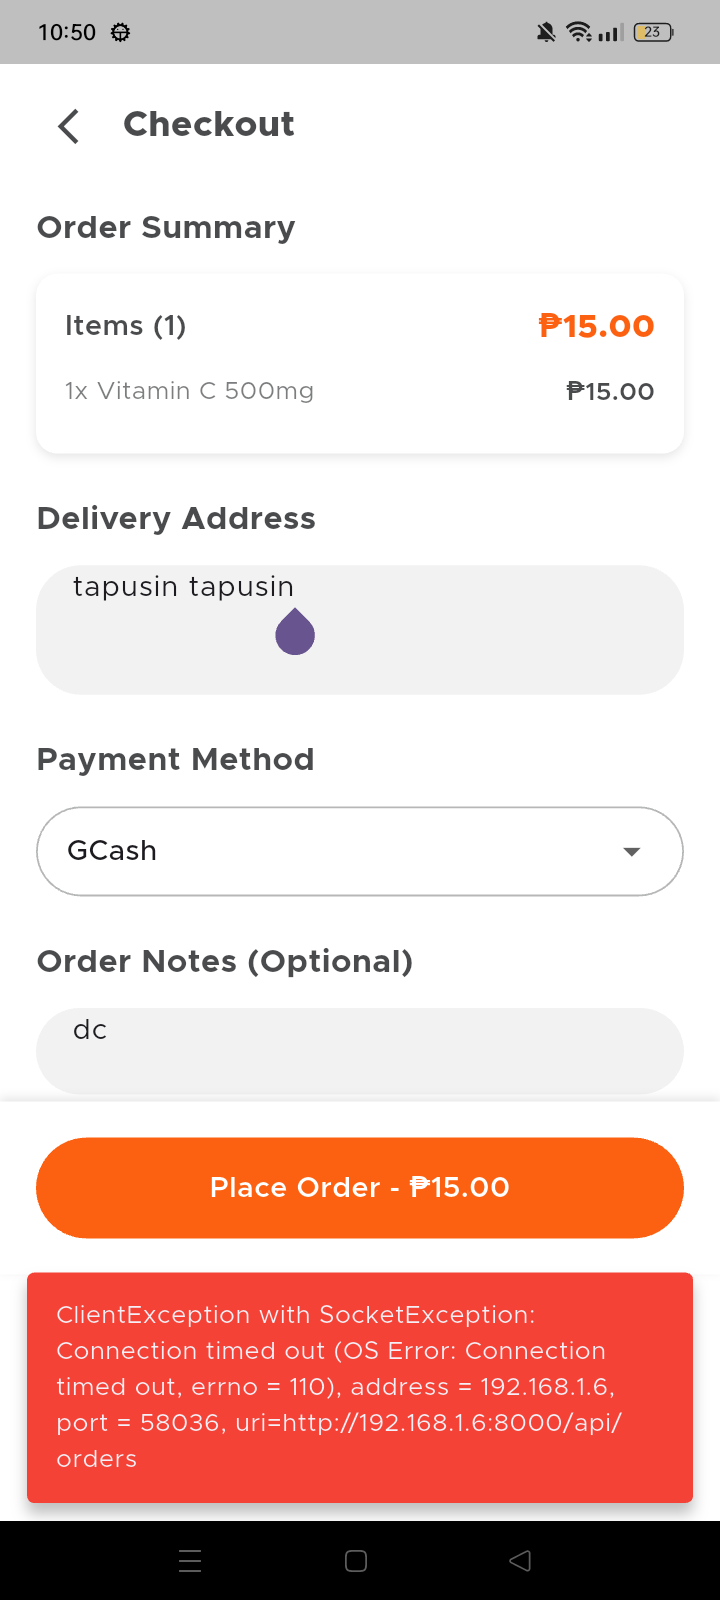 10:50
23
Checkout
Order Summary
Items (1)
₱15.00
1x Vitamin C 500mg
₱15.00
Delivery Address
tapusin tapusin
Payment Method
GCash
Order Notes (Optional)
dc
Place Order - ₱15.00
ClientException with SocketException:
Connection timed out (OS Error: Connection
timed out, errno = 110), address = 192.168.1.6,
port = 58036, uri=http://192.168.1.6:8000/api/
orders